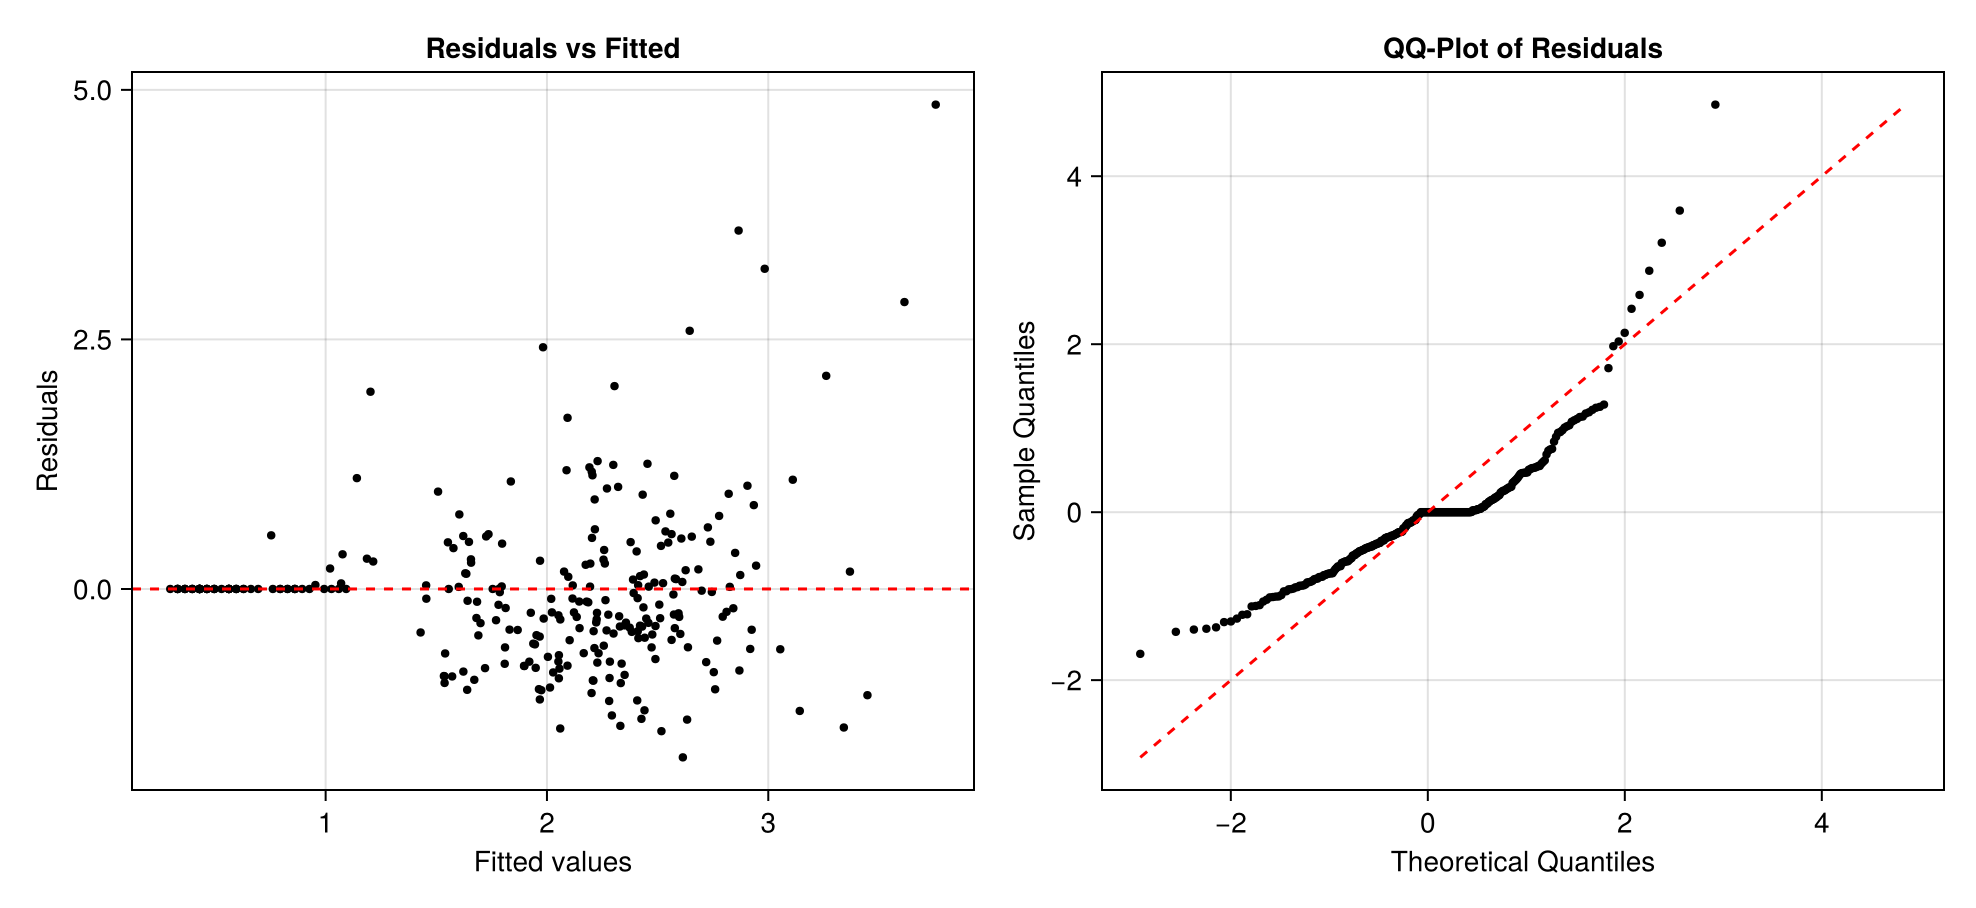 Residuals vs Fitted
5.0
2.5
0.0
Residuals
1
2
3
Fitted values
QQ-Plot of Residuals
4
2
0
−2
Sample Quantiles
−2
0
2
4
Theoretical Quantiles